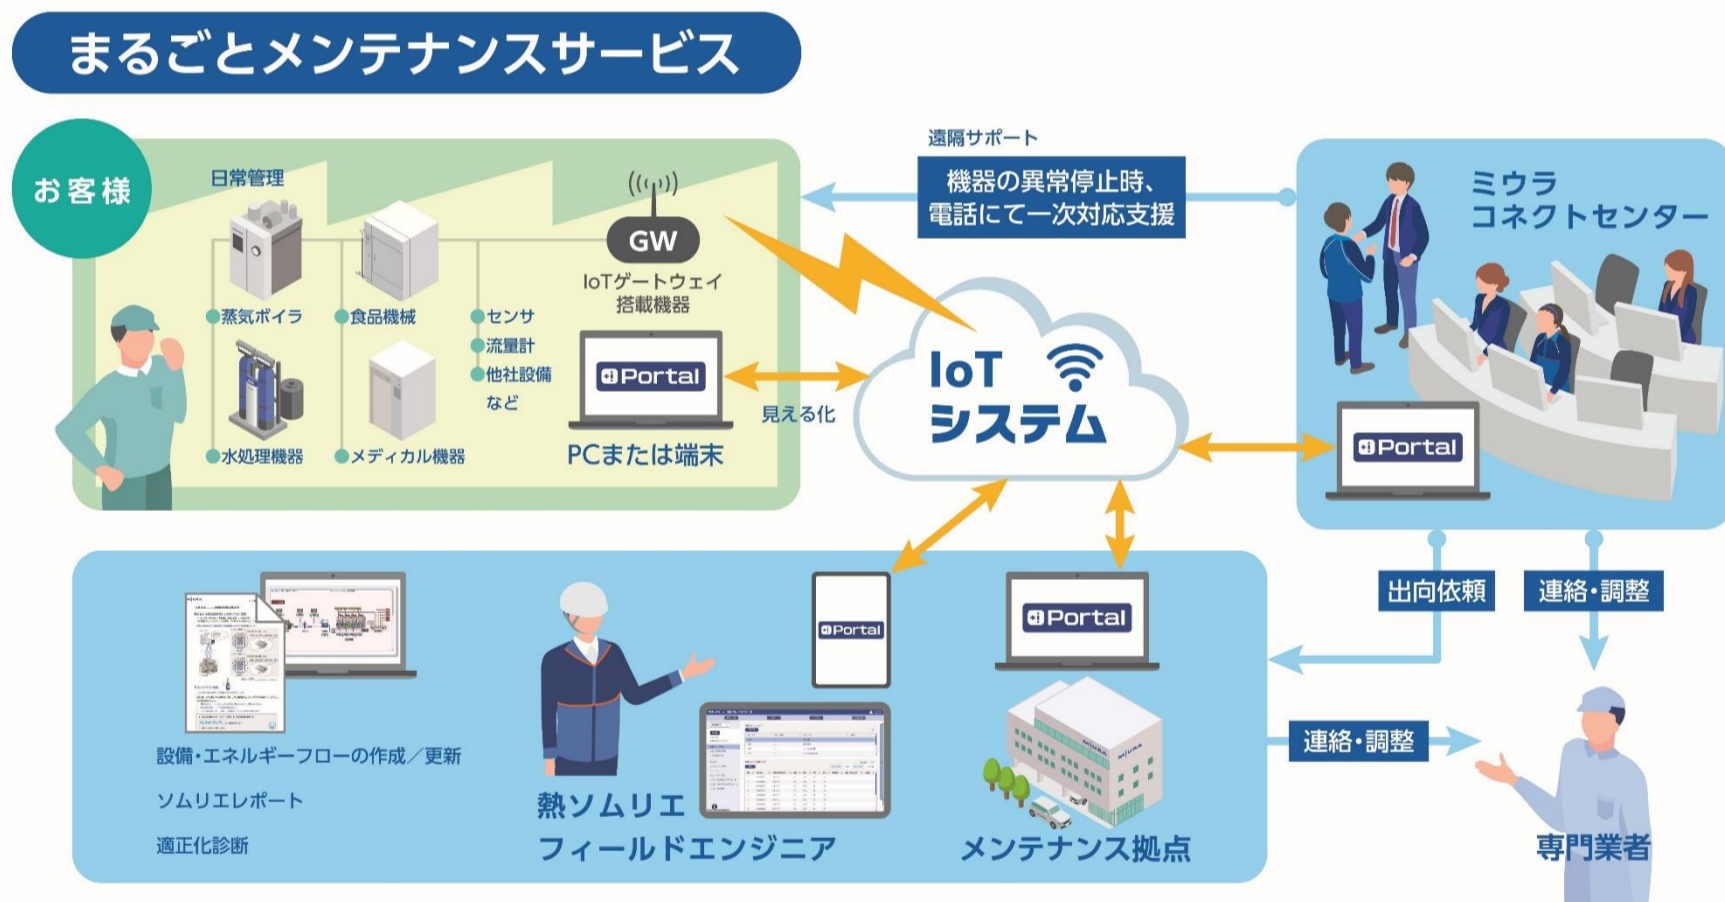 まるごとメンテナンスサービス
お客様
日常管理
蒸気ボイラ
食品機械
センサ
流量計
他社設備
など
水処理機器
メディカル機器
GW
IoTゲートウェイ
搭載機器
Portal
PCまたは端末
見える化
遠隔サポート
機器の異常停止時、
電話にて一次対応支援
IoT
システム
ミウラ
コネクトセンター
Portal
出向依頼
連絡・調整
設備・エネルギーフローの作成／更新
ソムリエレポート
適正化診断
熱ソムリエ
フィールドエンジニア
Portal
Portal
MIURA
メンテナンス拠点
連絡・調整
専門業者